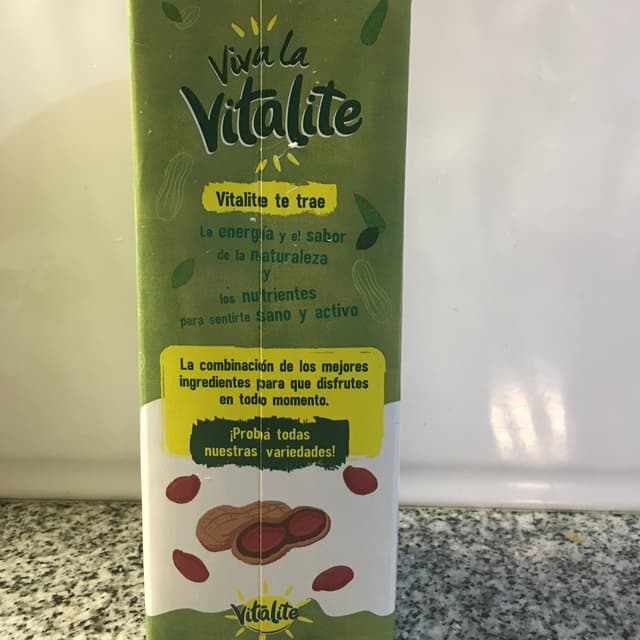 Viva la
Vitalite
Vitalite te trae
La energía y el sabor
de la naturaleza
y
los nutrientes
para sentirte sano y activo
La combinación de los mejores
ingredientes para que disfrutes
en todo momento.
¡Probá todas
nuestras variedades!
Vitalite